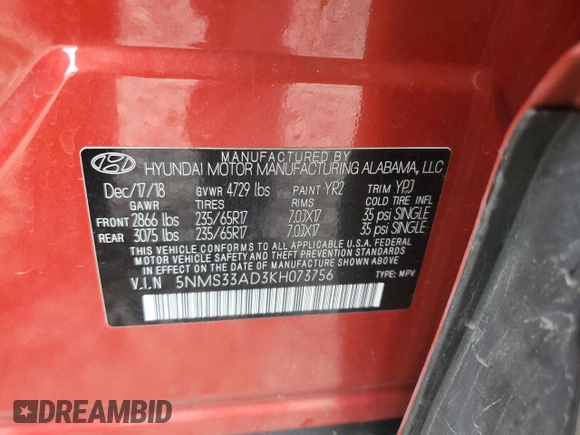 MANUFACTURED BY
HYUNDAI MOTOR MANUFACTURING ALABAMA, LLC
Dec/17/18 GVWR 4729 lbs PAINT YR2 TRIM YPJ
GAWR TIRES RIMS COLD TIRE INFL
FRONT 2866 lbs 235/65R17 7.0JX17 35 psi SINGLE
REAR 3075 lbs 235/65R17 7.0JX17 35 psi SINGLE
THIS VEHICLE CONFORMS TO ALL APPLICABLE U.S.A. FEDERAL
MOTOR VEHICLE SAFETY AND THEFT PREVENTION STANDARDS
IN EFFECT ON THE DATE OF MANUFACTURE SHOWN ABOVE.
V.I.N 5NMS33AD3KH073756 TYPE: MPV
DREAMBID